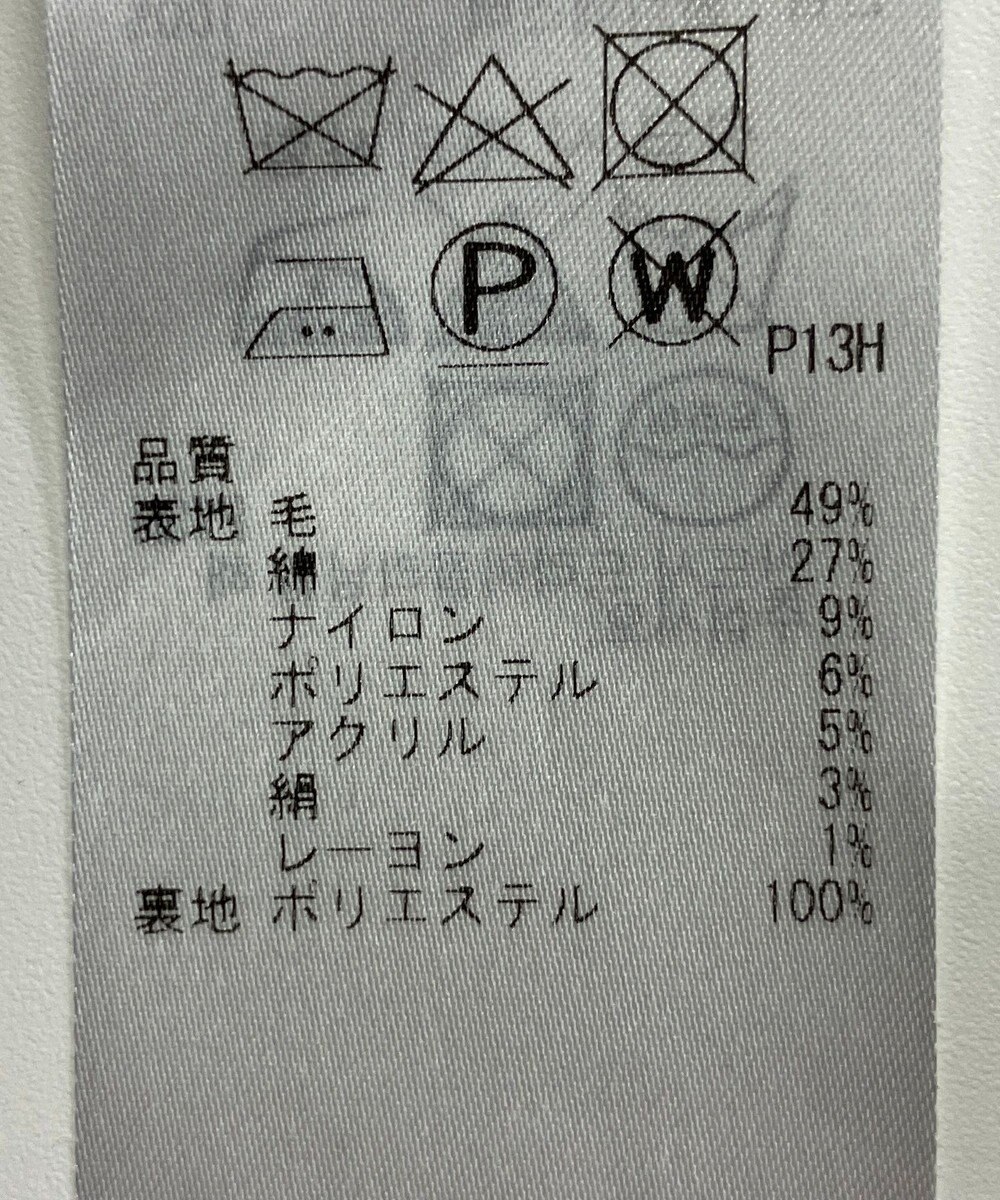 P W P13H
品質
表地 毛 49%
綿 27%
ナイロン 9%
ポリエステル 6%
アクリル 5%
絹 3%
レーヨン 1%
裏地 ポリエステル 100%